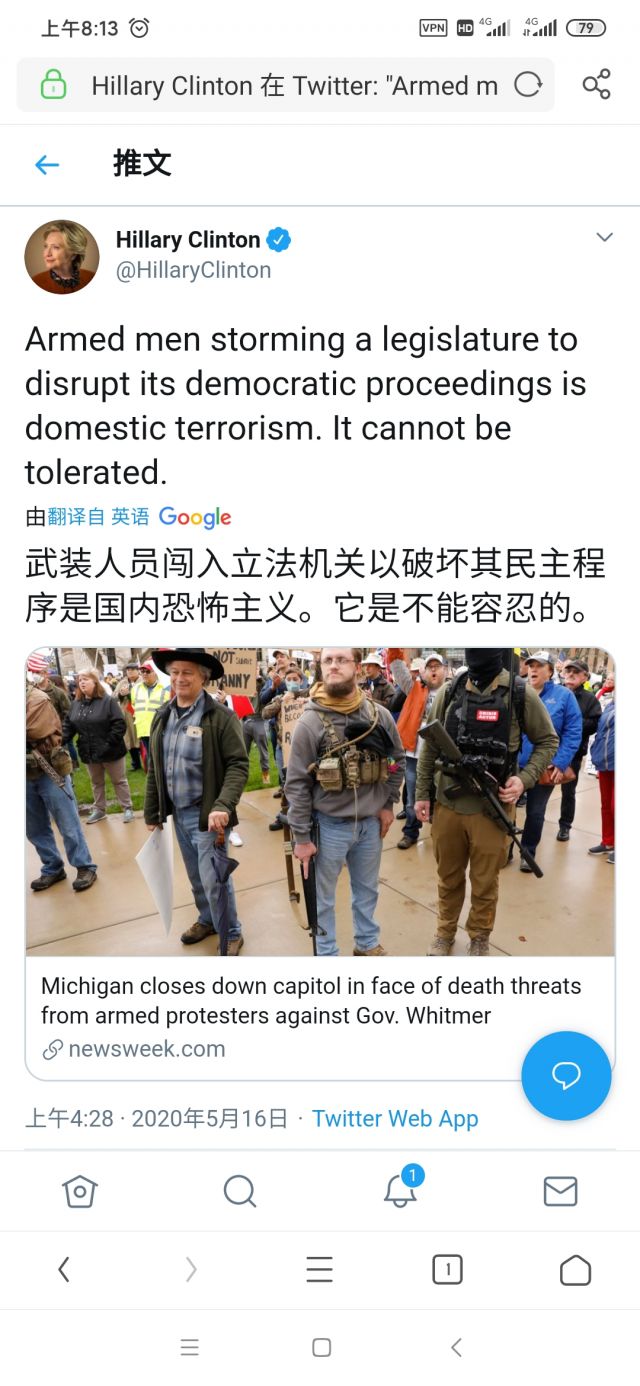 上午8:13
VPN HD 4G 4G 79
Hillary Clinton 在 Twitter: "Armed m
推文
Hillary Clinton
@HillaryClinton
Armed men storming a legislature to
disrupt its democratic proceedings is
domestic terrorism. It cannot be
tolerated.
由翻译自 英语 Google
武装人员闯入立法机关以破坏其民主程
序是国内恐怖主义。它是不能容忍的。
NOT
ANNY
Michigan closes down capitol in face of death threats
from armed protesters against Gov. Whitmer
newsweek.com
上午4:28 · 2020年5月16日 · Twitter Web App
1
1